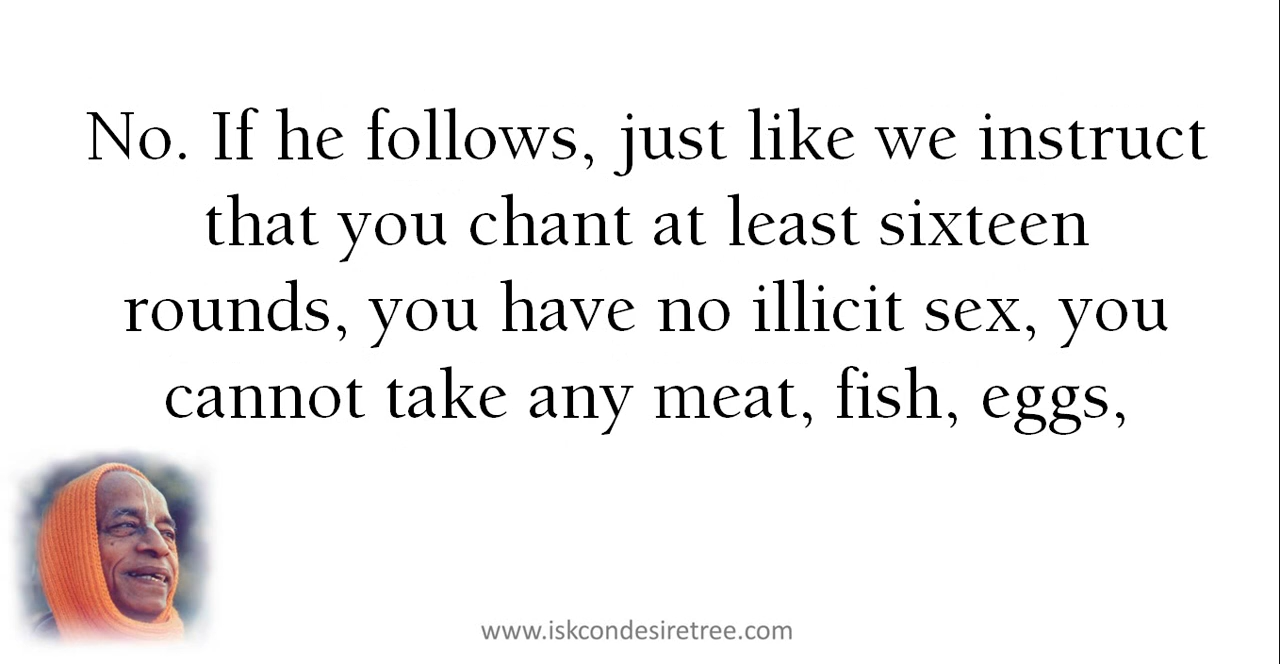 No. If he follows, just like we instruct
that you chant at least sixteen
rounds, you have no illicit sex, you
cannot take any meat, fish, eggs,
www.iskcondesiretree.com